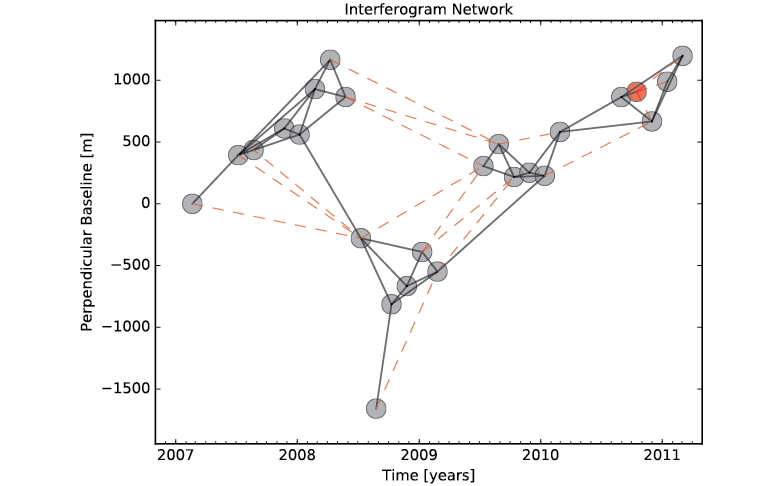 Interferogram Network
1000
500
0
−500
−1000
−1500
Perpendicular Baseline [m]
2007 2008 2009 2010 2011
Time [years]